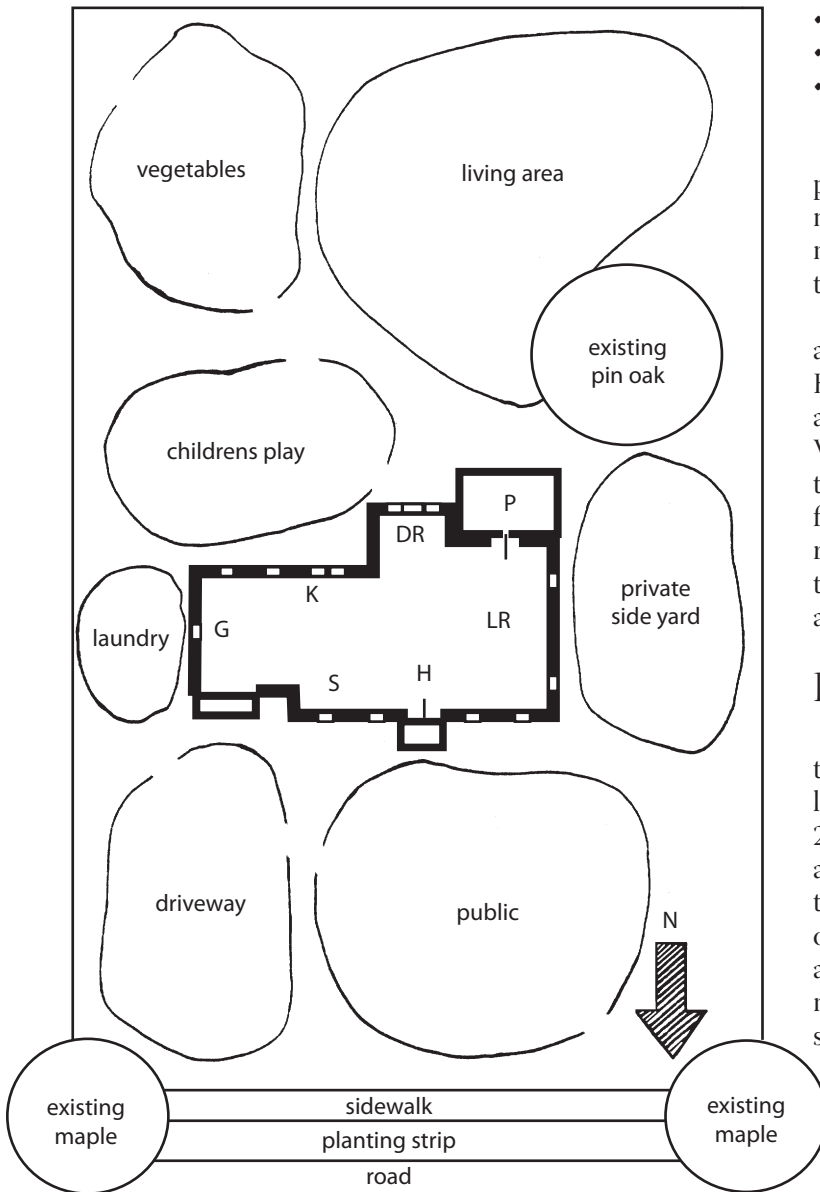 vegetables
living area
existing
pin oak
childrens play
P
DR
K
G
LR
private
side yard
laundry
S
H
driveway
public
N
existing
maple
sidewalk
planting strip
road
existing
maple